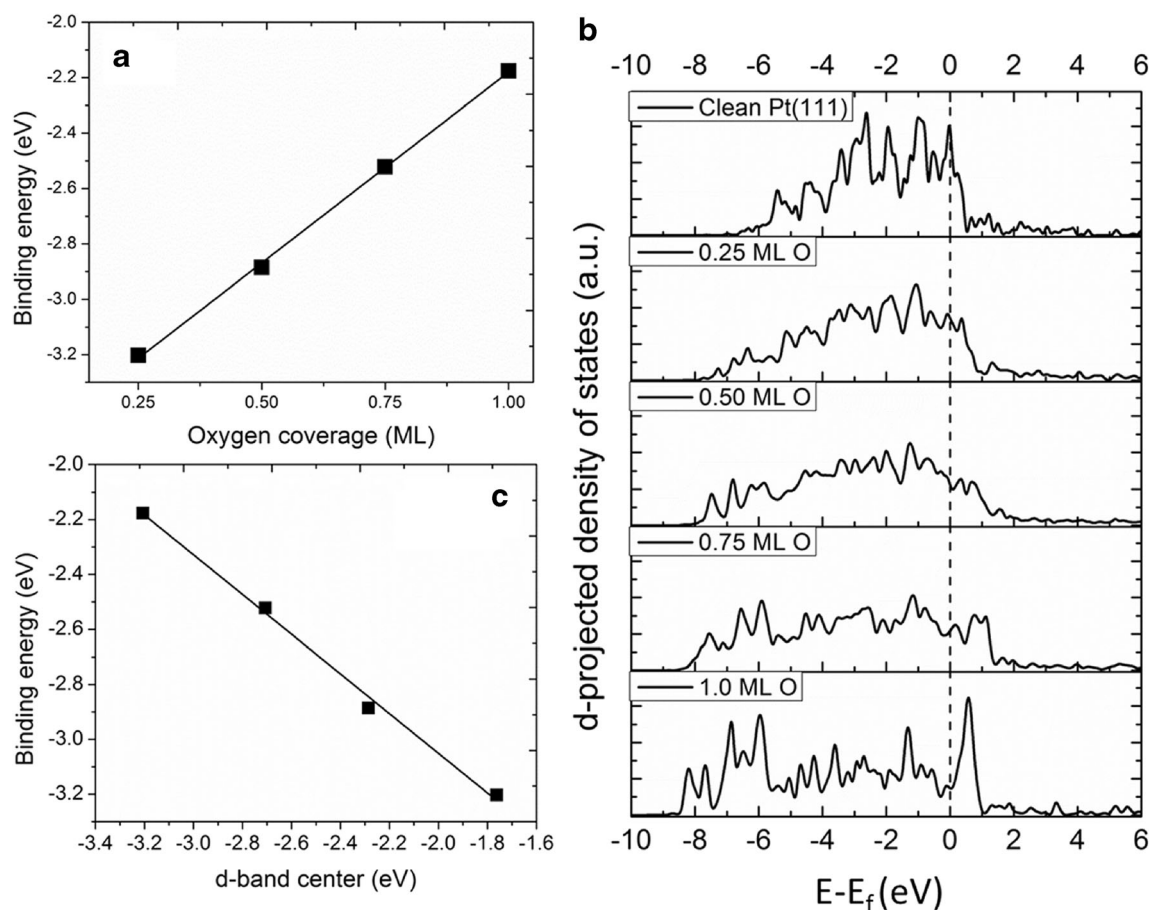 a
-2.0
-2.2
-2.4
-2.6
-2.8
-3.0
-3.2
Binding energy (eV)
0.25 0.50 0.75 1.00
Oxygen coverage (ML)
c
-2.0
-2.2
-2.4
-2.6
-2.8
-3.0
-3.2
Binding energy (eV)
-3.4 -3.2 -3.0 -2.8 -2.6 -2.4 -2.2 -2.0 -1.8 -1.6
d-band center (eV)
b
-10 -8 -6 -4 -2 0 2 4 6
Clean Pt(111)
0.25 ML O
0.50 ML O
0.75 ML O
1.0 ML O
d-projected density of states (a.u.)
-10 -8 -6 -4 -2 0 2 4 6
E-Ef (eV)